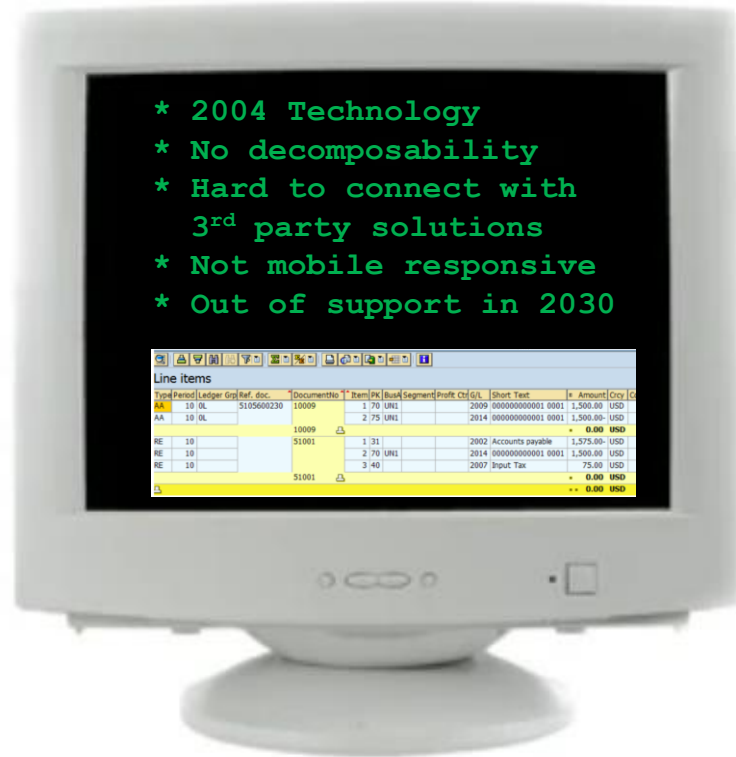 * 2004 Technology
* No decomposability
* Hard to connect with
3rd party solutions
* Not mobile responsive
* Out of support in 2030
Line items
Type Period Ledger Grp Ref. doc. DocumentNo Item PK BusA Segment Profit Ctr G/L Short Text Amount Crcy
AA 10 0L 5105600230 10009 1 70 UN1 2009 000000000001 0001 1,500.00 USD
AA 10 0L 2 75 UN1 2014 000000000001 0001 1,500.00- USD
10009 * 0.00 USD
RE 10 51001 1 31 2002 Accounts payable 1,575.00- USD
RE 10 2 70 UN1 2014 000000000001 0001 1,500.00 USD
RE 10 3 40 2007 Input Tax 75.00 USD
51001 * 0.00 USD
** 0.00 USD